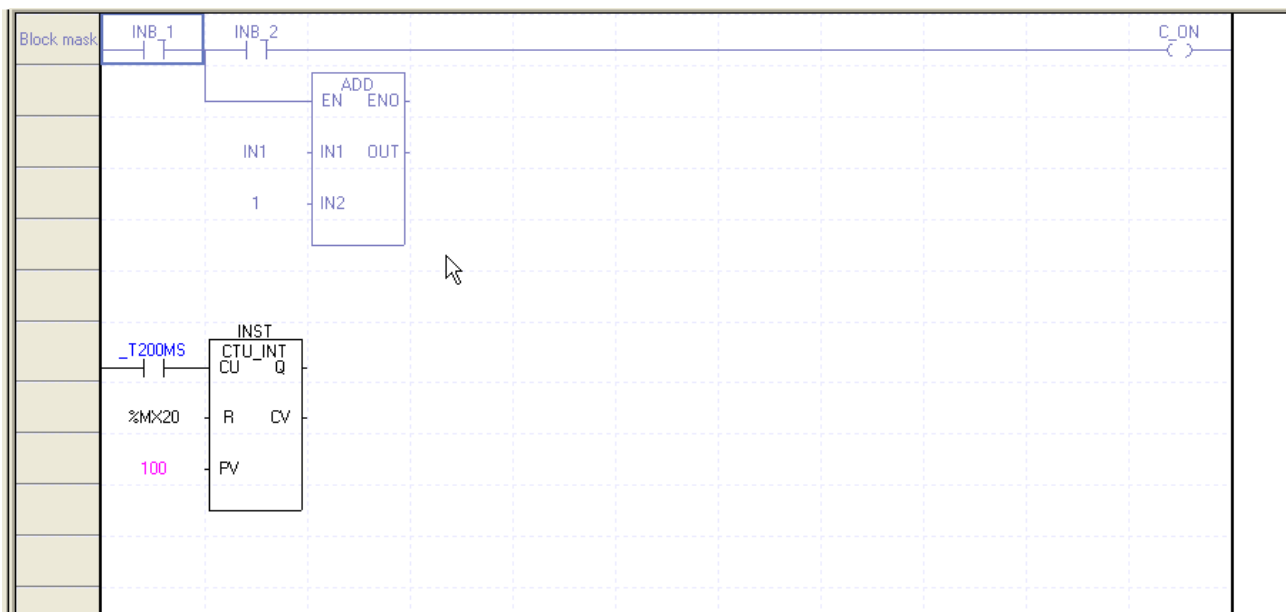 Block mask INB_1 INB_2 C_ON
ADD
EN ENO
IN1 IN1 OUT
1 IN2
INST
_T200MS CTU_INT
CU Q
%MX20 R CV
100 PV